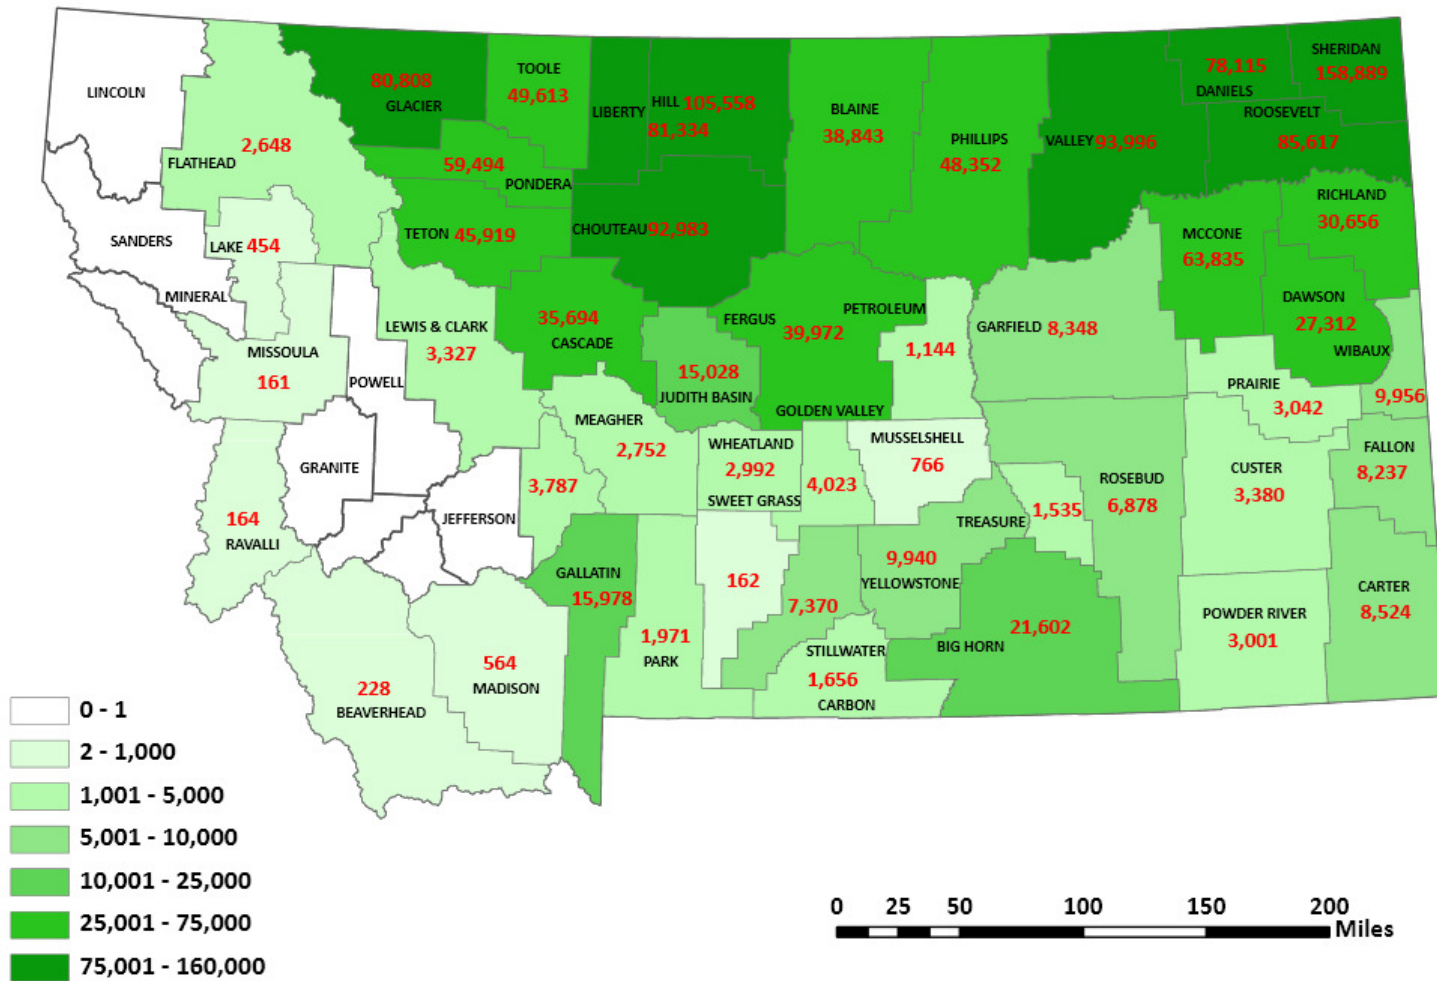 LINCOLN
FLATHEAD
2,648
80,808
GLACIER
TOOLE
49,613
LIBERTY
81,334
HILL 105,558
BLAINE
38,843
PHILLIPS
48,352
VALLEY 93,996
78,115
DANIELS
SHERIDAN
158,889
ROOSEVELT
85,617
59,494
PONDERA
SANDERS
LAKE 454
TETON 45,919
CHOUTEAU 92,983
MCCONE
63,835
RICHLAND
30,656
MINERAL
MISSOULA
161
POWELL
LEWIS & CLARK
3,327
35,694
CASCADE
15,028
JUDITH BASIN
FERGUS
39,972
PETROLEUM
1,144
GARFIELD 8,348
DAWSON
27,312
WIBAUX
9,956
PRAIRIE
3,042
GRANITE
MEAGHER
2,752
WHEATLAND
2,992
GOLDEN VALLEY
4,023
MUSSELSHELL
766
ROSEBUD
6,878
CUSTER
3,380
FALLON
8,237
164
RAVALLI
JEFFERSON
3,787
SWEET GRASS
162
TREASURE
1,535
GALLATIN
15,978
9,940
YELLOWSTONE
7,370
STILLWATER
BIG HORN
21,602
POWDER RIVER
3,001
CARTER
8,524
228
BEAVERHEAD
564
MADISON
1,971
PARK
1,656
CARBON
0 - 1
2 - 1,000
1,001 - 5,000
5,001 - 10,000
10,001 - 25,000
25,001 - 75,000
75,001 - 160,000
0 25 50 100 150 200
Miles